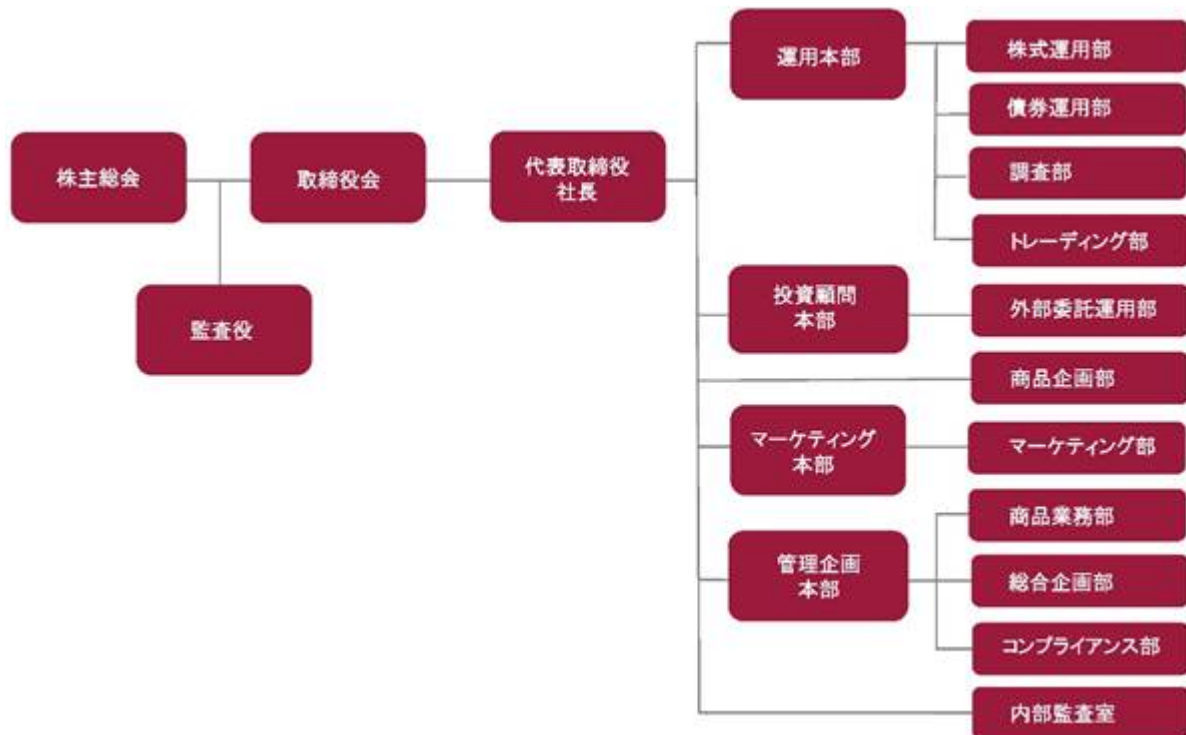 株主総会
取締役会
代表取締役
社長
監査役
運用本部
株式運用部
債券運用部
調査部
トレーディング部
投資顧問
本部
外部委託運用部
商品企画部
マーケティング
本部
マーケティング部
管理企画
本部
商品業務部
総合企画部
コンプライアンス部
内部監査室